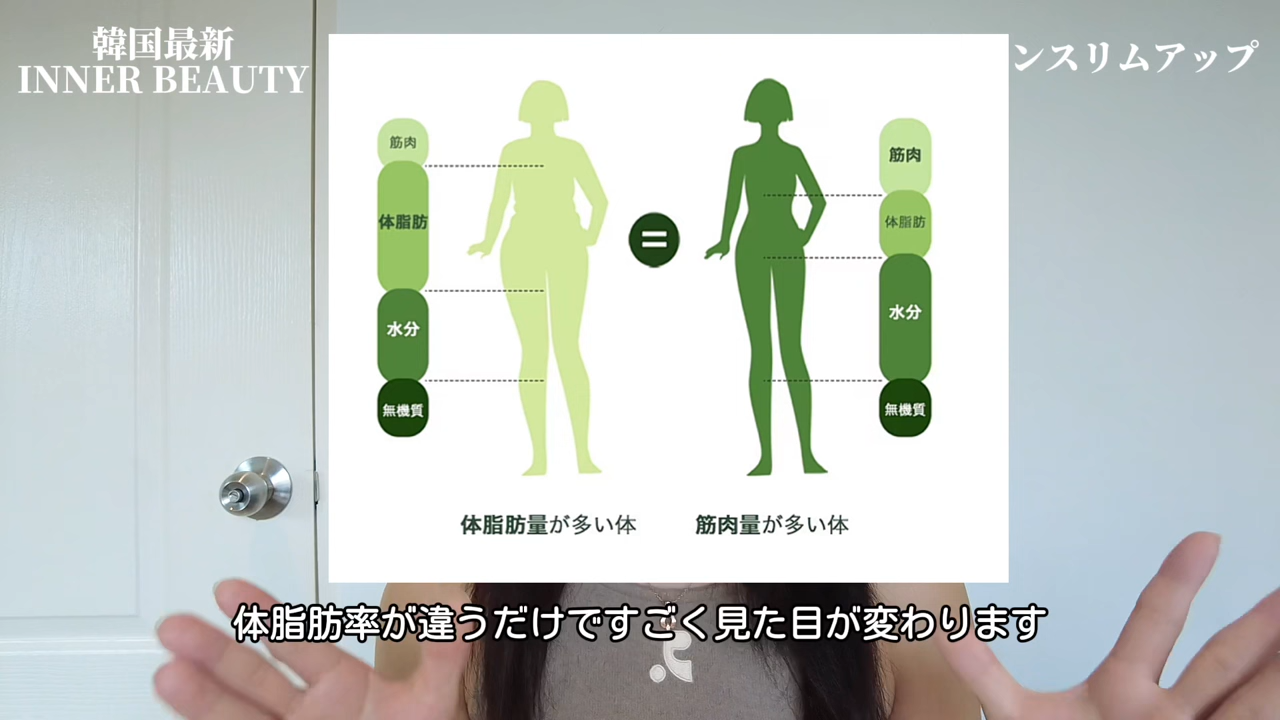 韓国最新
INNER BEAUTY
ンスリムアップ
筋肉
体脂肪
水分
無機質
=
筋肉
体脂肪
水分
無機質
体脂肪量が多い体
筋肉量が多い体
体脂肪率が違うだけですごく見た目が変わります